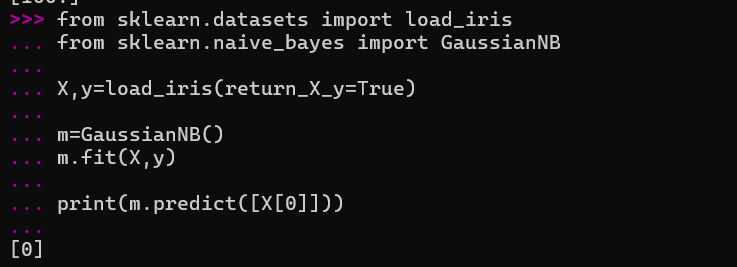 >>> from sklearn.datasets import load_iris
... from sklearn.naive_bayes import GaussianNB
...
... X,y=load_iris(return_X_y=True)
...
... m=GaussianNB()
... m.fit(X,y)
...
... print(m.predict([X[0]]))
...
[0]